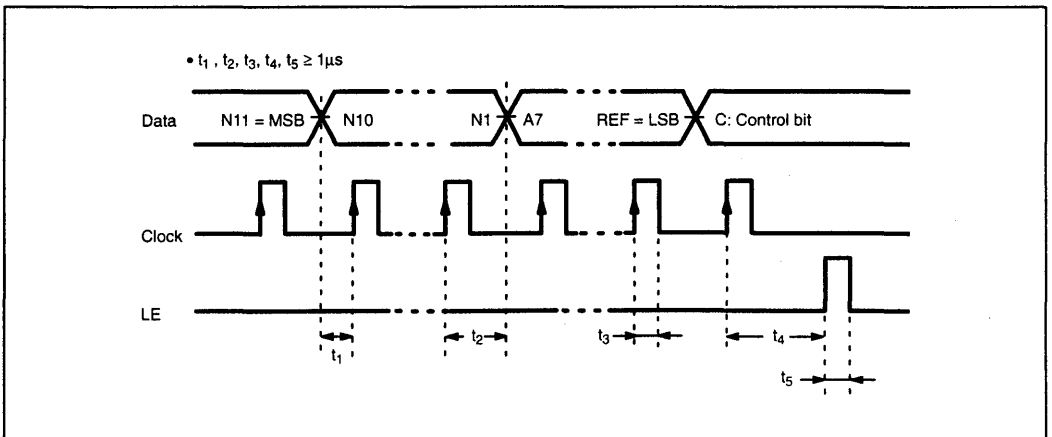 • t1 , t2, t3, t4, t5 ≥ 1μs
Data N11 = MSB N10 N1 A7 REF = LSB C: Control bit
Clock
LE
t1 t2 t3 t4
t5